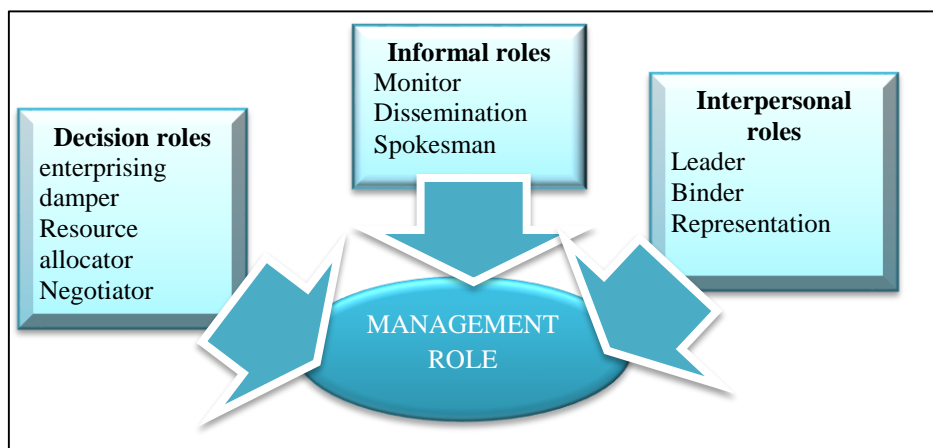 Decision roles
enterprising
damper
Resource
allocator
Negotiator
Informal roles
Monitor
Dissemination
Spokesman
Interpersonal
roles
Leader
Binder
Representation
MANAGEMENT
ROLE